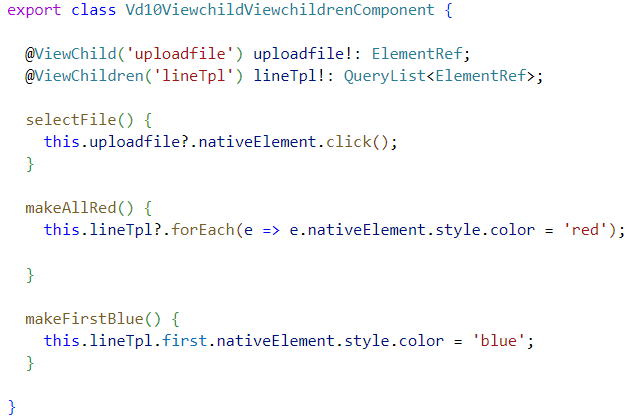 export class Vd10ViewchildViewchildrenComponent {
@ViewChild('uploadfile') uploadfile!: ElementRef;
@ViewChildren('lineTpl') lineTpl!: QueryList<ElementRef>;
selectFile() {
this.uploadfile?.nativeElement.click();
}
makeAllRed() {
this.lineTpl?.forEach(e => e.nativeElement.style.color = 'red');
}
makeFirstBlue() {
this.lineTpl.first.nativeElement.style.color = 'blue';
}
}